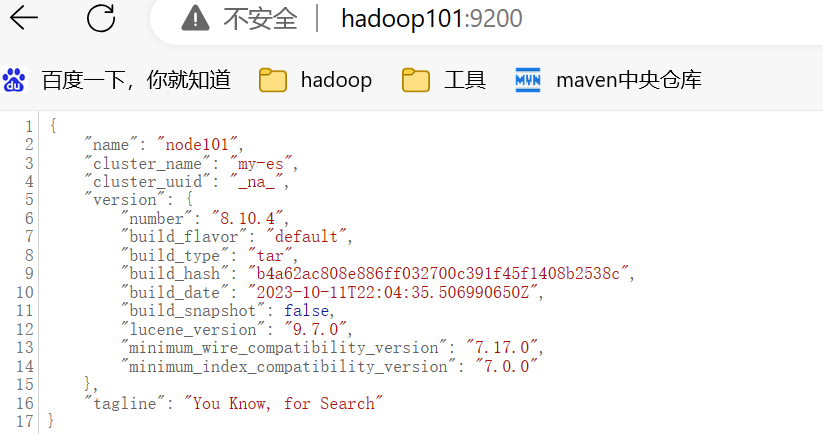 不安全 | hadoop101:9200
百度一下，你就知道 hadoop 工具 MVN maven中央仓库
1 {
2 "name": "node101",
3 "cluster_name": "my-es",
4 "cluster_uuid": "_na_",
5 "version": {
6 "number": "8.10.4",
7 "build_flavor": "default",
8 "build_type": "tar",
9 "build_hash": "b4a62ac808e886ff032700c391f45f1408b2538c",
10 "build_date": "2023-10-11T22:04:35.506990650Z",
11 "build_snapshot": false,
12 "lucene_version": "9.7.0",
13 "minimum_wire_compatibility_version": "7.17.0",
14 "minimum_index_compatibility_version": "7.0.0"
15 },
16 "tagline": "You Know, for Search"
17 }